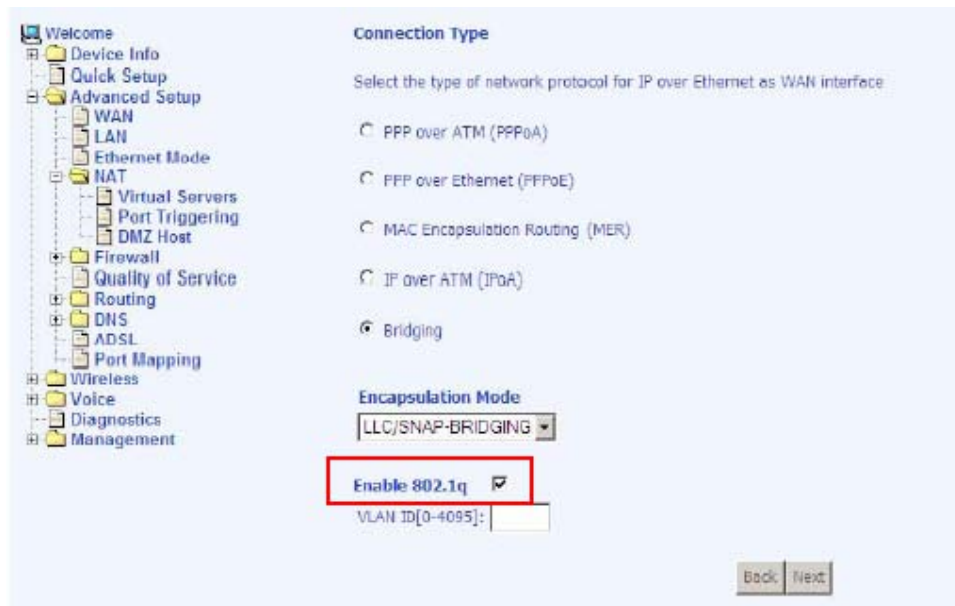 Welcome
Device Info
Quick Setup
Advanced Setup
WAN
LAN
Ethernet Mode
NAT
Virtual Servers
Port Triggering
DMZ Host
Firewall
Quality of Service
Routing
DNS
ADSL
Port Mapping
Wireless
Voice
Diagnostics
Management
Connection Type
Select the type of network protocol for IP over Ethernet as WAN interface
PPP over ATM (PPPoA)
PPP over Ethernet (PPPoE)
MAC Encapsulation Routing (MER)
IP over ATM (IPoA)
Bridging
Encapsulation Mode
LLC/SNAP-BRIDGING
Enable 802.1q
VLAN ID[0-4095]:
Back Next